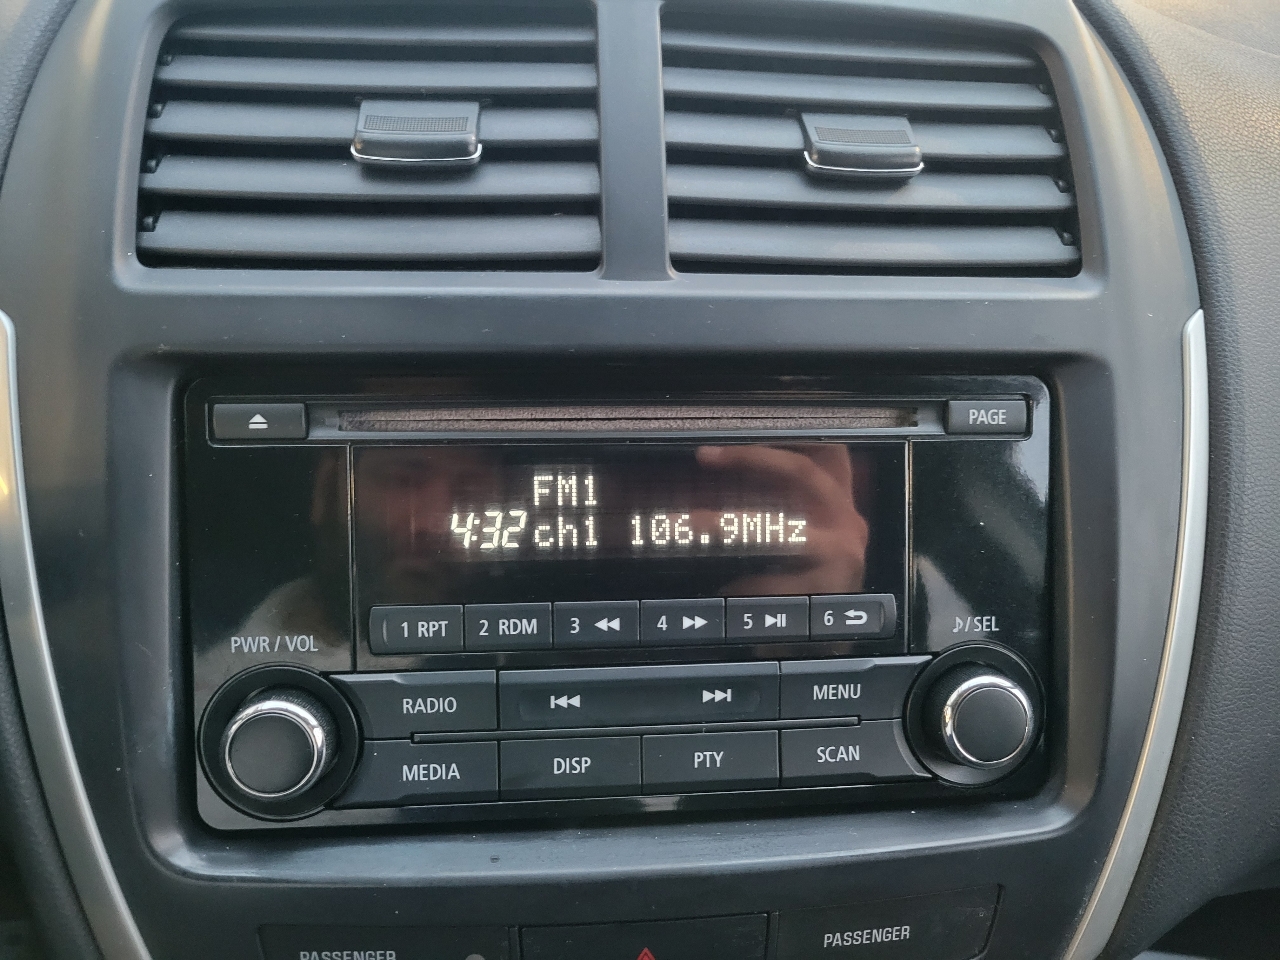 PAGE
FM1
4:32 ch1 106.9MHz
1 RPT 2 RDM 3 4 5 6
PWR / VOL
/SEL
RADIO
MENU
MEDIA DISP PTY SCAN
PASSENGER
PASSENGER